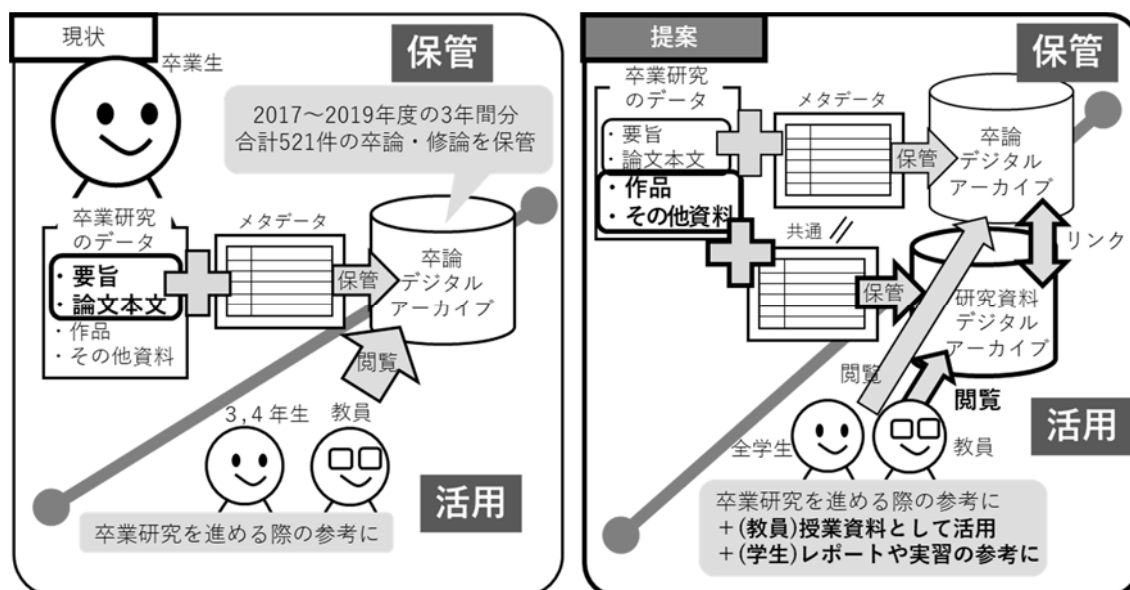 現状
卒業生
保管
2017～2019年度の3年間分
合計521件の卒論・修論を保管
卒業研究
のデータ
・要旨
・論文本文
・作品
・その他資料
メタデータ
保管
卒論
デジタル
アーカイブ
閲覧
3,4年生
教員
活用
卒業研究を進める際の参考に
提案
保管
卒業研究
のデータ
・要旨
・論文本文
・作品
・その他資料
メタデータ
保管
卒論
デジタル
アーカイブ
共通
保管
リンク
研究資料
デジタル
アーカイブ
閲覧
閲覧
全学生
教員
活用
卒業研究を進める際の参考に
＋(教員)授業資料として活用
＋(学生)レポートや実習の参考に